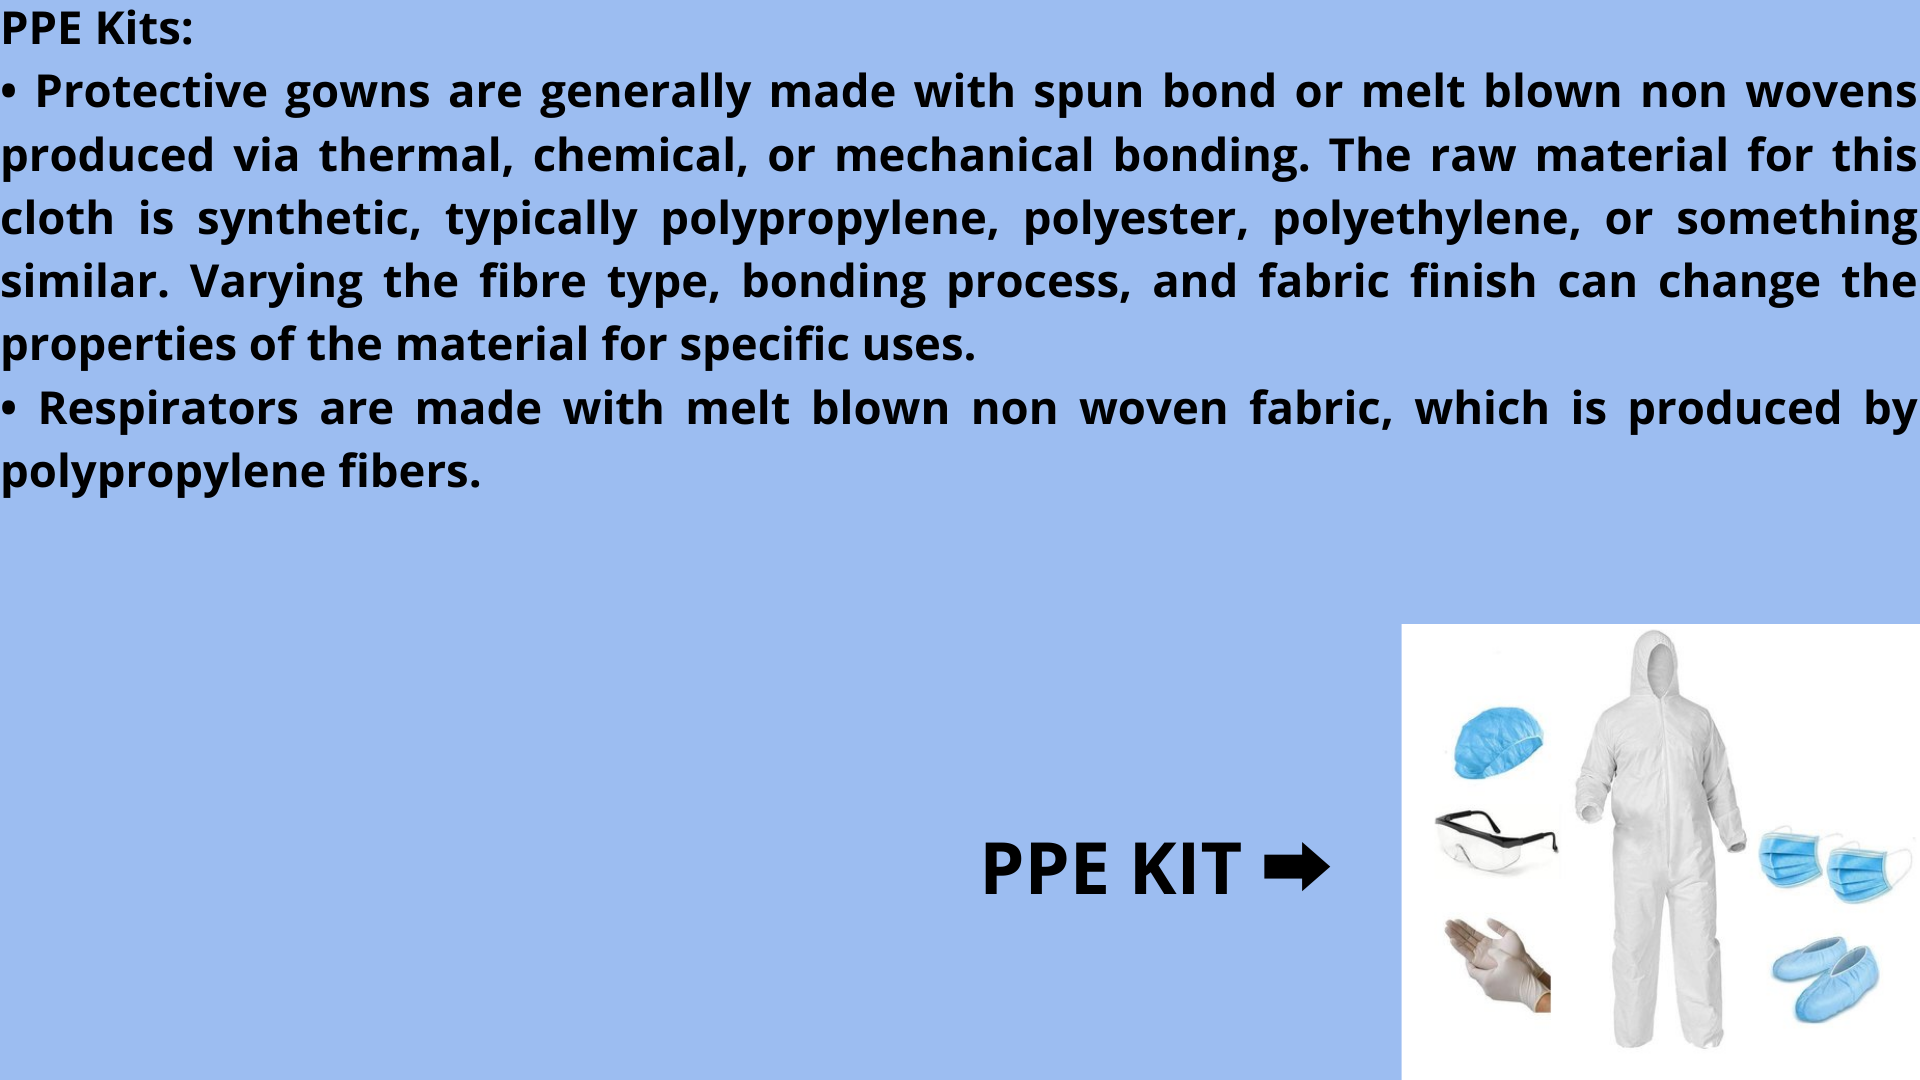 PPE Kits:
• Protective gowns are generally made with spun bond or melt blown non wovens
produced via thermal, chemical, or mechanical bonding. The raw material for this
cloth is synthetic, typically polypropylene, polyester, polyethylene, or something
similar. Varying the fibre type, bonding process, and fabric finish can change the
properties of the material for specific uses.
• Respirators are made with melt blown non woven fabric, which is produced by
polypropylene fibers.
PPE KIT ➡